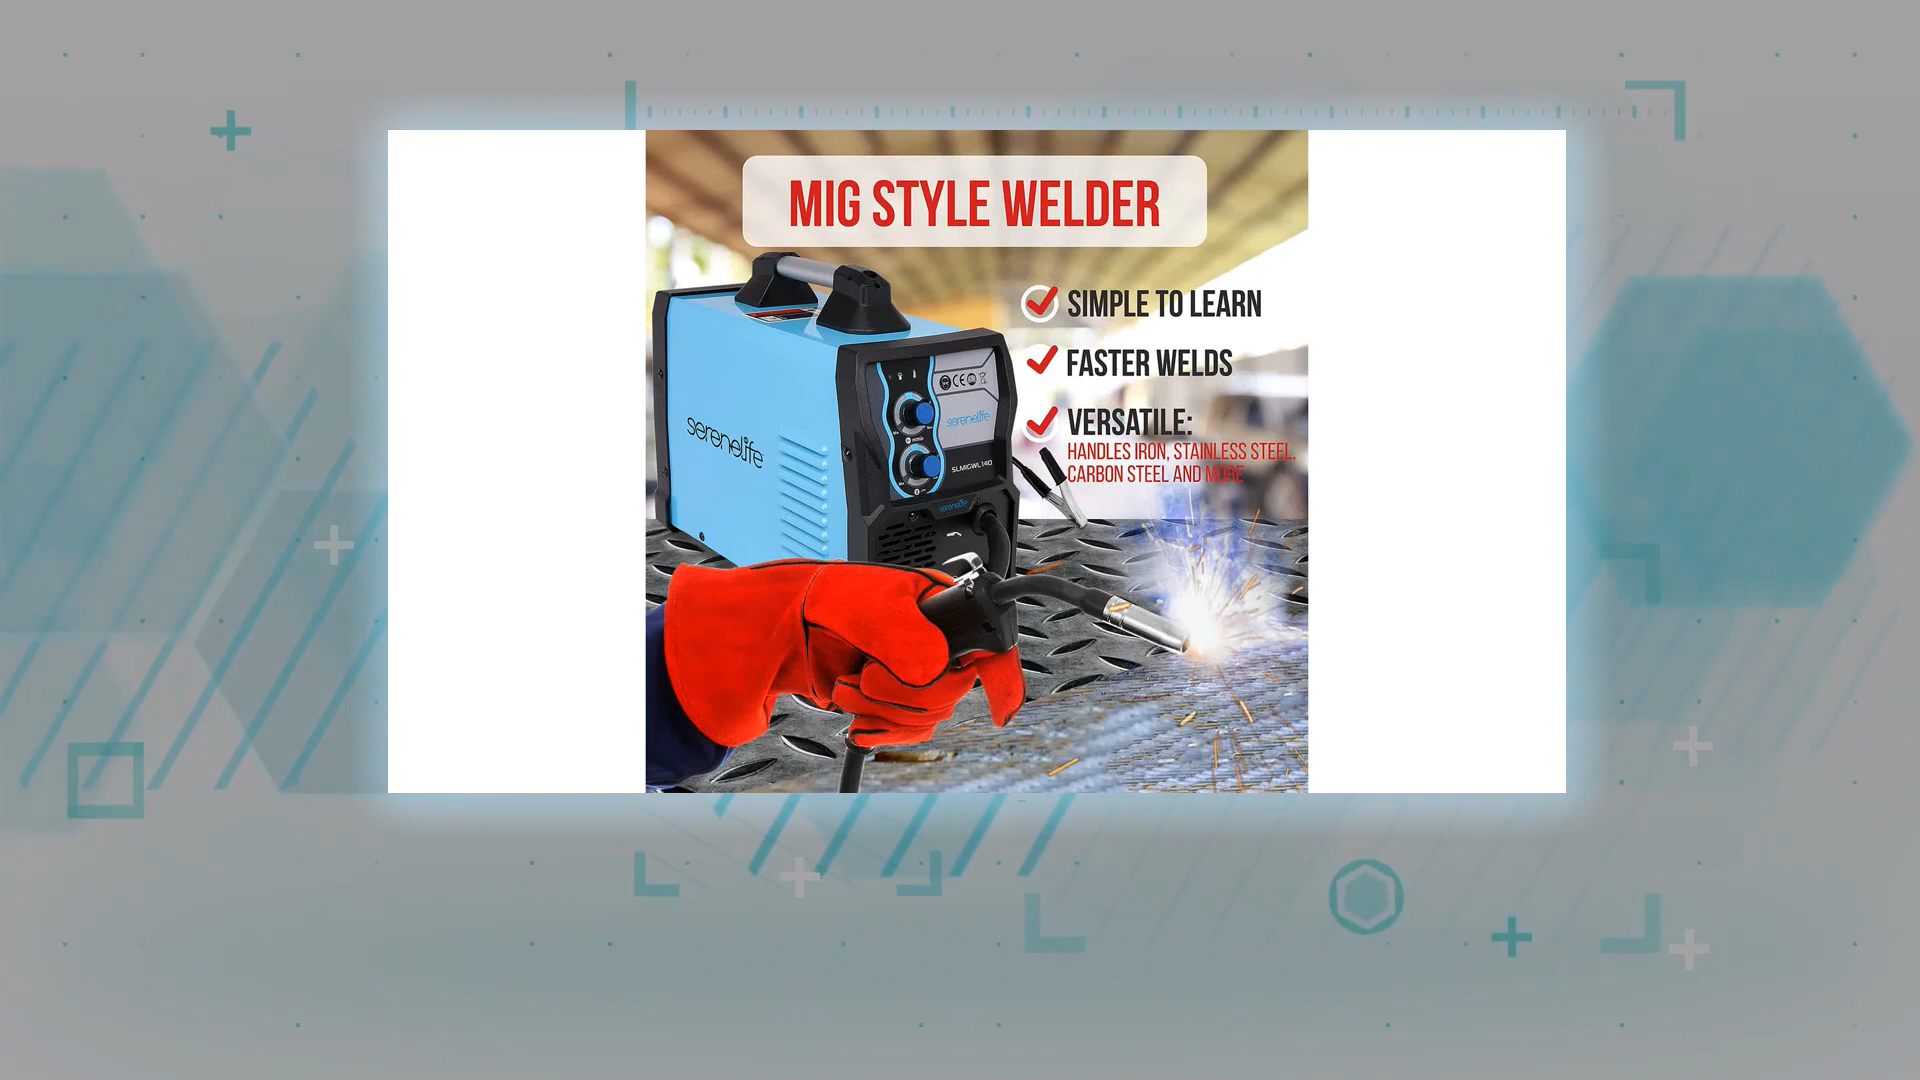 MIG STYLE WELDER
SIMPLE TO LEARN
FASTER WELDS
VERSATILE:
HANDLES IRON, STAINLESS STEEL,
CARBON STEEL AND MORE
serenelife
serenelife
SLMIGWL140
serenelife